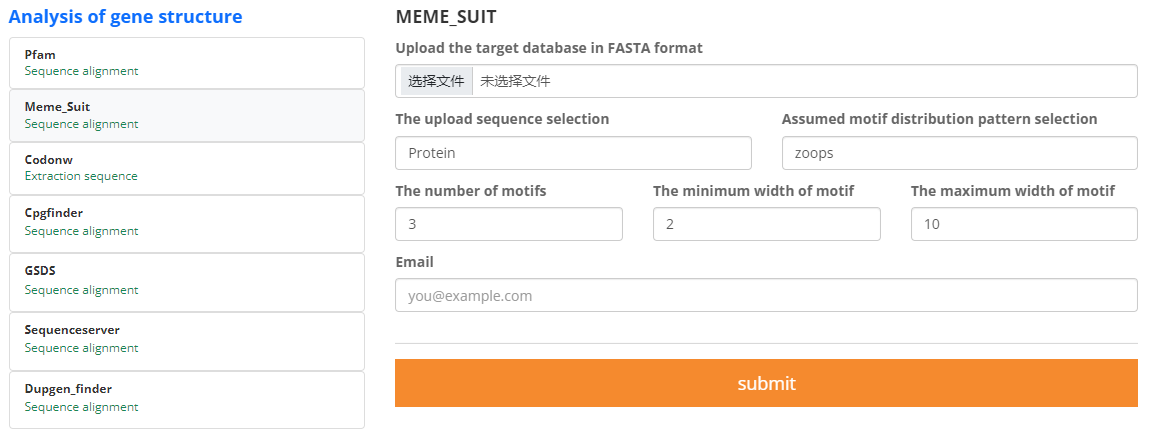 Analysis of gene structure
Pfam
Sequence alignment
Meme_Suit
Sequence alignment
Codonw
Extraction sequence
Cpgfinder
Sequence alignment
GSDS
Sequence alignment
Sequenceserver
Sequence alignment
Dupgen_finder
Sequence alignment
MEME_SUIT
Upload the target database in FASTA format
选择文件 未选择文件
The upload sequence selection
Assumed motif distribution pattern selection
Protein
zoops
The number of motifs
The minimum width of motif
The maximum width of motif
3
2
10
Email
you@example.com
submit